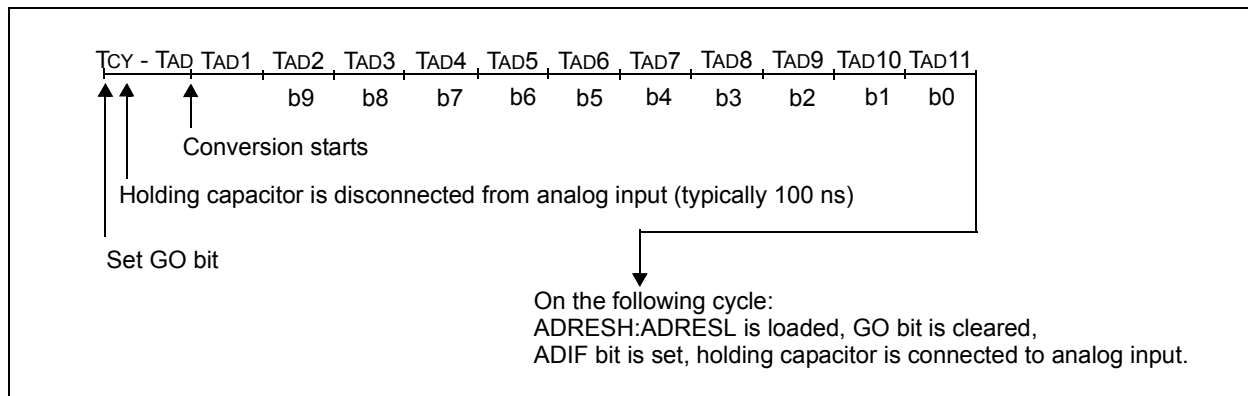 TCY - TAD TAD1 TAD2 TAD3 TAD4 TAD5 TAD6 TAD7 TAD8 TAD9 TAD10 TAD11
b9 b8 b7 b6 b5 b4 b3 b2 b1 b0
Conversion starts
Holding capacitor is disconnected from analog input (typically 100 ns)
Set GO bit
On the following cycle:
ADRESH:ADRESL is loaded, GO bit is cleared,
ADIF bit is set, holding capacitor is connected to analog input.